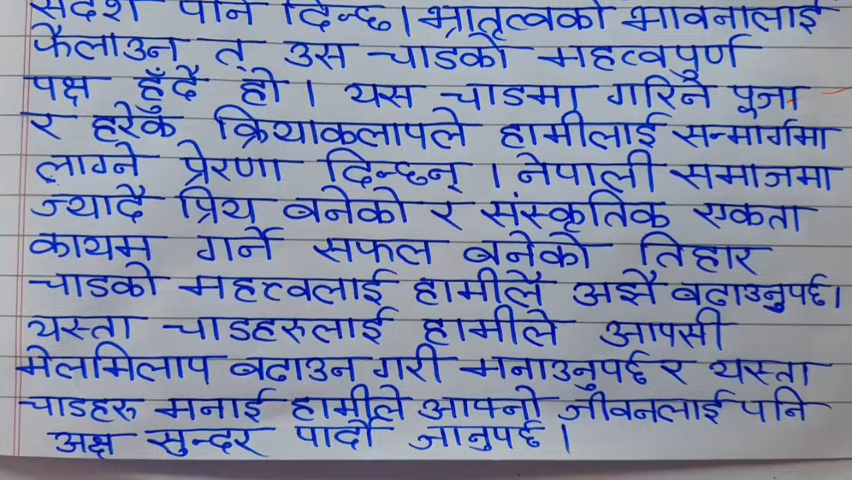 संदेश पनि दिन्छ । भ्रातृत्वको भावनालाई
फैलाउन त उस चाडको महत्वपुर्ण
पक्ष हुँदै हो । यस चाडमा गरिने पूजा
र हरेक क्रियाकलापले हामीलाई सन्मार्गमा
लाग्ने प्रेरणा दिन्छन् । नेपाली समाजमा
ज्यादै प्रिय बनेको र संस्कृतिक एकता
कायम गर्ने सफल बनेको तिहार
चाडको महत्वलाई हामीले अझै बढाउनुपर्छ।
यस्ता चाडहरुलाई हामीले आपसी
मेलमिलाप बढाउन गरी मनाउनुपर्छ र यस्ता
चाडहरु मनाई हामीले आफ्नो जीवनलाई पनि
अझ सुन्दर पार्दो जानुपर्छ ।